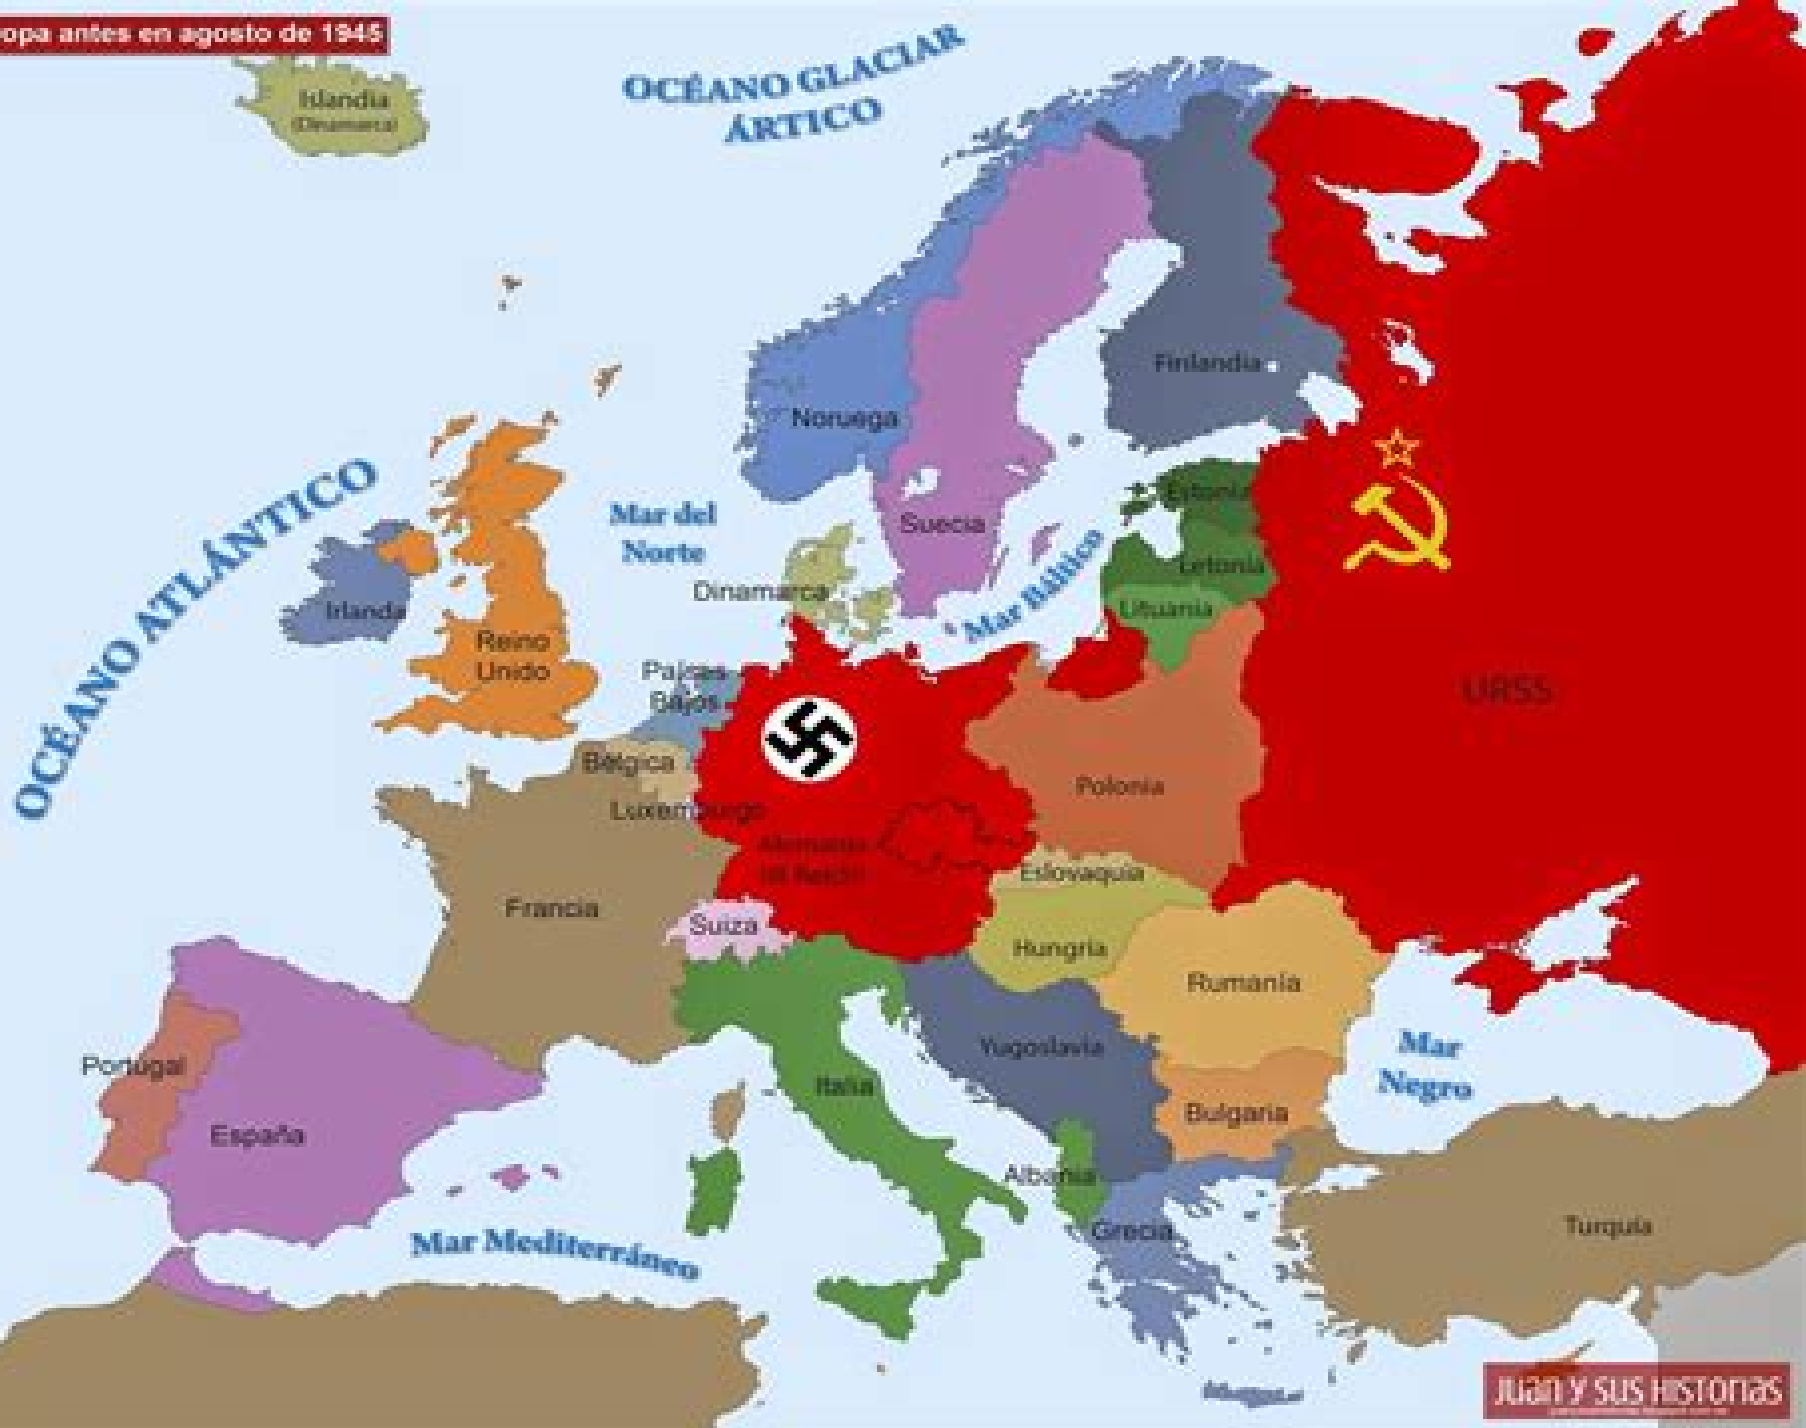 opa antes en agosto de 1945
Islandia
(Dinamarca)
OCÉANO GLACIAR
ÁRTICO
Finlandia
Noruega
OCÉANO ATLÁNTICO
Mar del
Norte
Suecia
Estonia
Mar Báltico
Letonia
Dinamarca
Lituania
Irlanda
Reino
Unido
Países
Bajos
URSS
Bélgica
Polonia
Luxemburgo
Alemania
Eslovaquia
Francia
Suiza
Hungría
Rumanía
Mar
Negro
Yugoslavia
Portugal
Italia
Bulgaria
España
Albania
Turquía
Grecia
Mar Mediterráneo
Juan y sus Historias